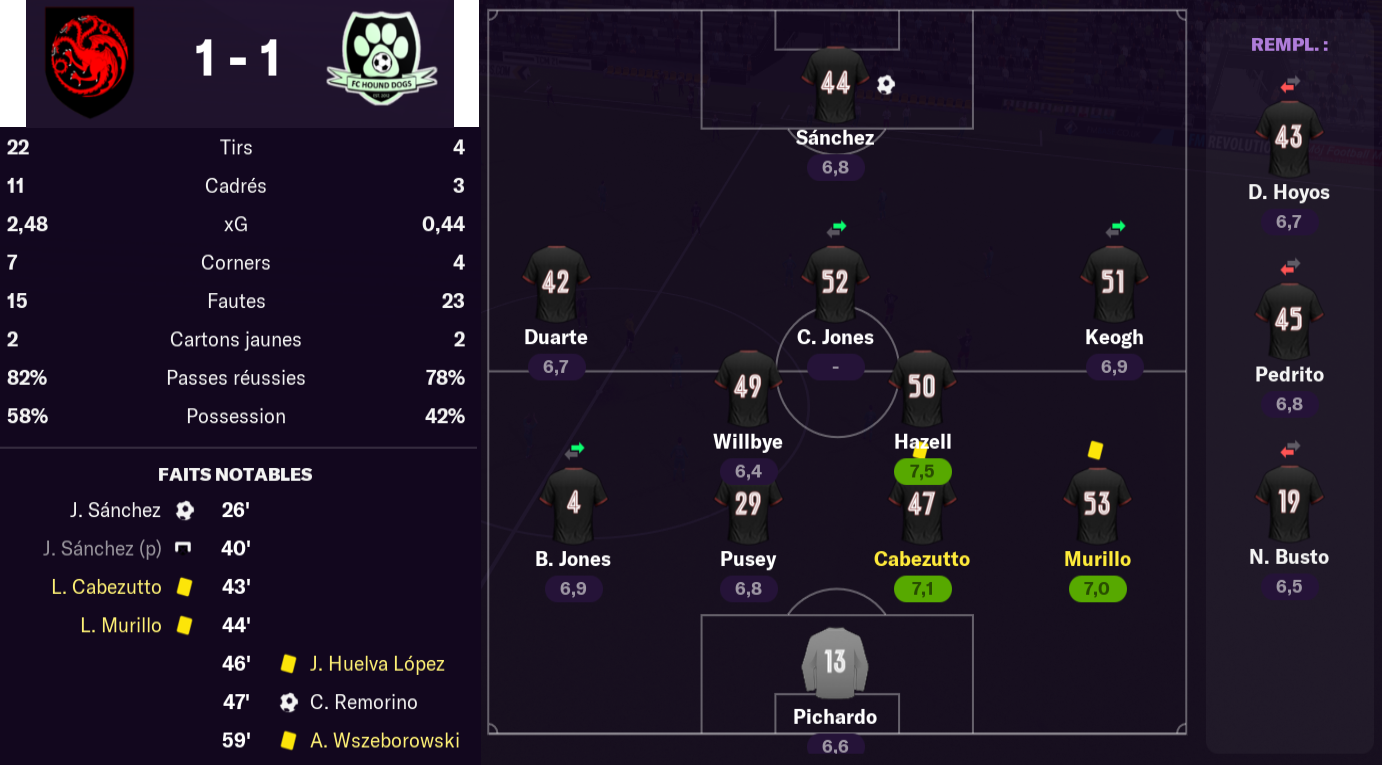 1 - 1
FC HOUND DOGS
22 Tirs 4
11 Cadrés 3
2,48 xG 0,44
7 Corners 4
15 Fautes 23
2 Cartons jaunes 2
82% Passes réussies 78%
58% Possession 42%
FAITS NOTABLES
J. Sánchez 26'
J. Sánchez (p) 40'
L. Cabezutto 43'
L. Murillo 44'
46' J. Huelva López
47' C. Remorino
59' A. Wszeborowski
44
Sánchez
6,8
42 52 51
Duarte C. Jones Keogh
6,7 - 6,9
49 50
Willbye Hazell
6,4 7,5
4 29 47 53
B. Jones Pusey Cabezutto Murillo
6,9 6,8 7,1 7,0
13
Pichardo
6,6
REMPL. :
43
D. Hoyos
6,7
45
Pedrito
6,8
19
N. Busto
6,5